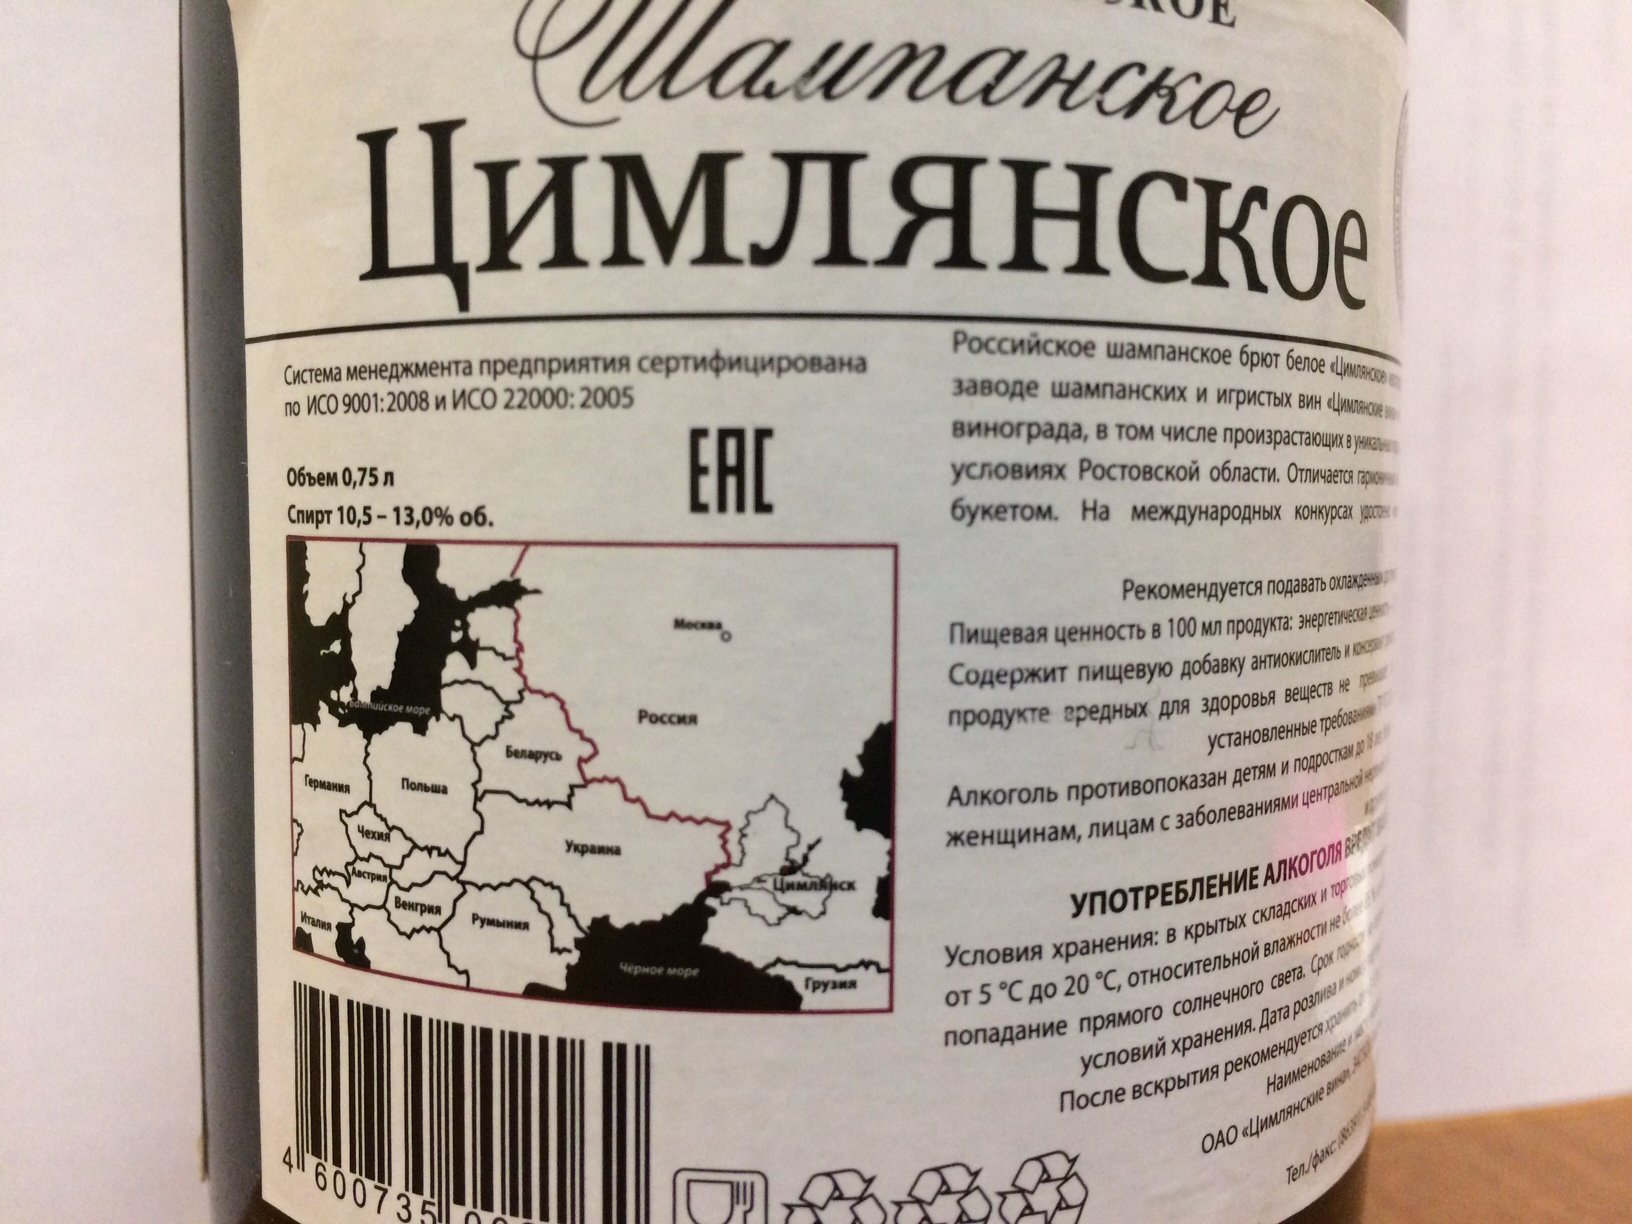 Шампанское
Цимлянское
Система менеджмента предприятия сертифицирована
по ИСО 9001:2008 и ИСО 22000:2005
EAC
Объем 0,75 л
Спирт 10,5 – 13,0% об.
Москва
Россия
Балтийское море
Беларусь
Германия
Польша
Чехия
Украина
Австрия
Цимлянск
Венгрия
Италия
Румыния
Чёрное море
Грузия
4 600735
Российское шампанское брют белое «Цимлянское»
заводе шампанских и игристых вин «Цимлянские
винограда, в том числе произрастающих в
условиях Ростовской области. Отличается
букетом. На международных конкурсах
Рекомендуется подавать охлажденным
Пищевая ценность в 100 мл продукта: энергетическая
Содержит пищевую добавку антиокислитель и
продукте вредных для здоровья веществ не
установленные требованиями
Алкоголь противопоказан детям и подросткам до 18
женщинам, лицам с заболеваниями центральной
УПОТРЕБЛЕНИЕ АЛКОГОЛЯ
Условия хранения: в крытых складских и
от 5 °С до 20 °С, относительной влажности не
попадание прямого солнечного света. Срок
условий хранения. Дата розлива и
После вскрытия рекомендуется хранить
Наименование и
ОАО «Цимлянские вина»,
Тел./факс: